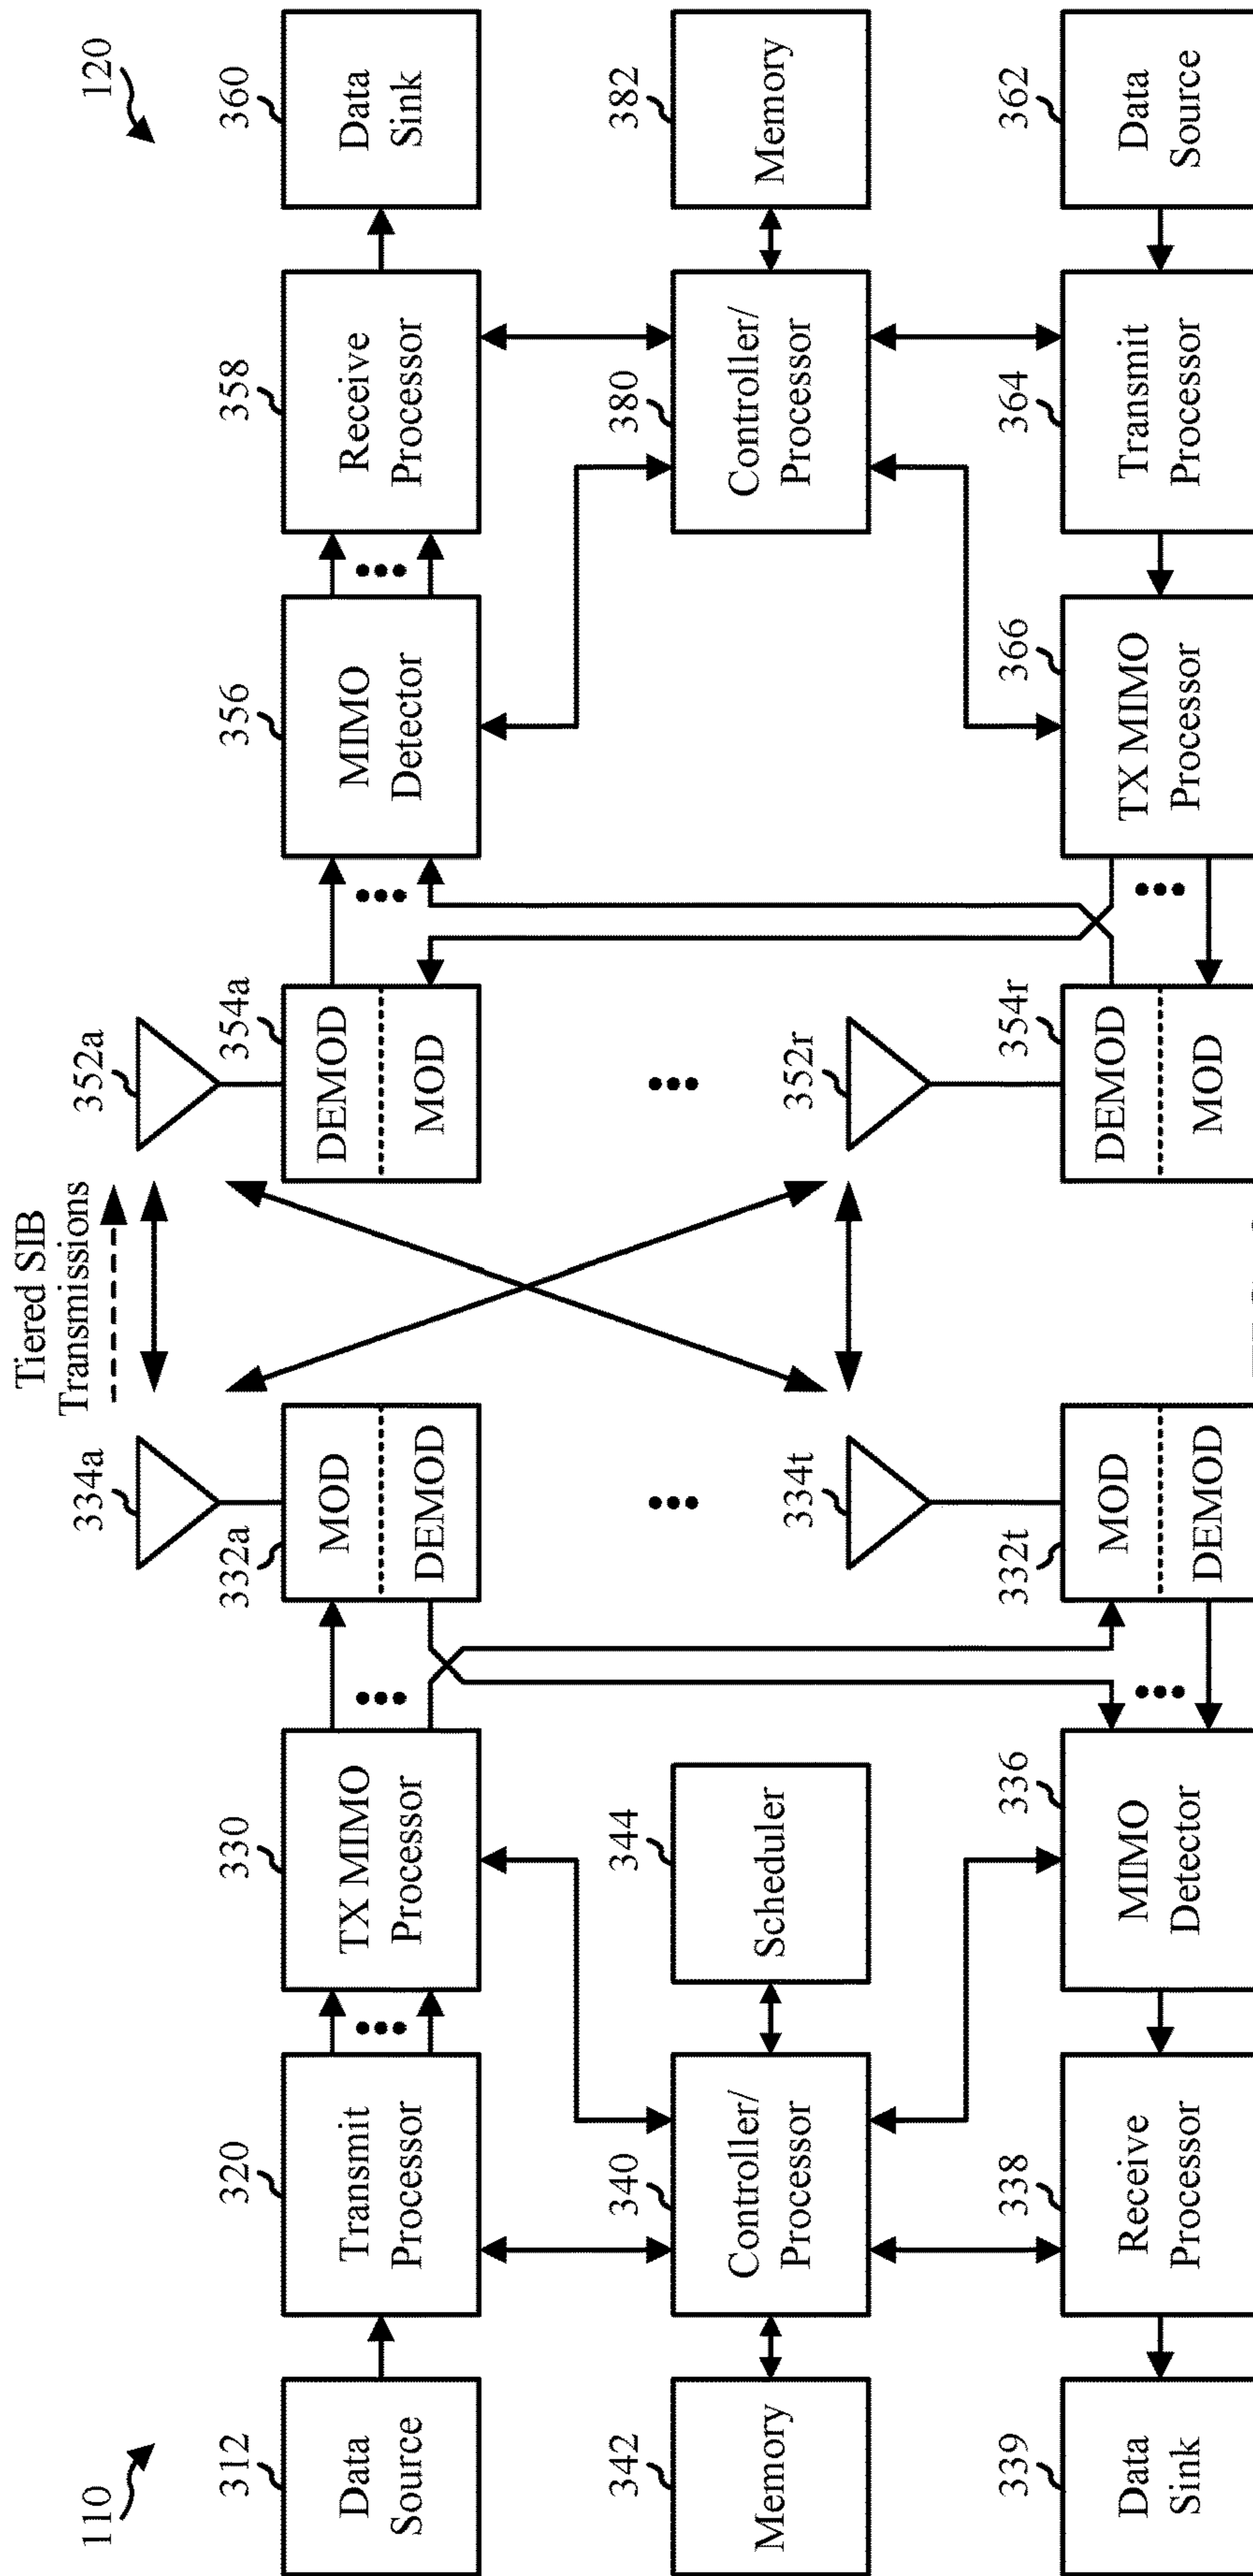 110
Tiered SIB
Transmissions
120
334a
352a
312
320
330
332a
354a
356
358
360
Data
Source
Transmit
Processor
TX MIMO
Processor
MOD
DEMOD
DEMOD
MOD
MIMO
Detector
Receive
Processor
Data
Sink
342
340
344
380
382
Memory
Controller/
Processor
Scheduler
Controller/
Processor
Memory
334t
352r
339
338
336
332t
354r
366
364
362
Data
Sink
Receive
Processor
MIMO
Detector
MOD
DEMOD
DEMOD
MOD
TX MIMO
Processor
Transmit
Processor
Data
Source